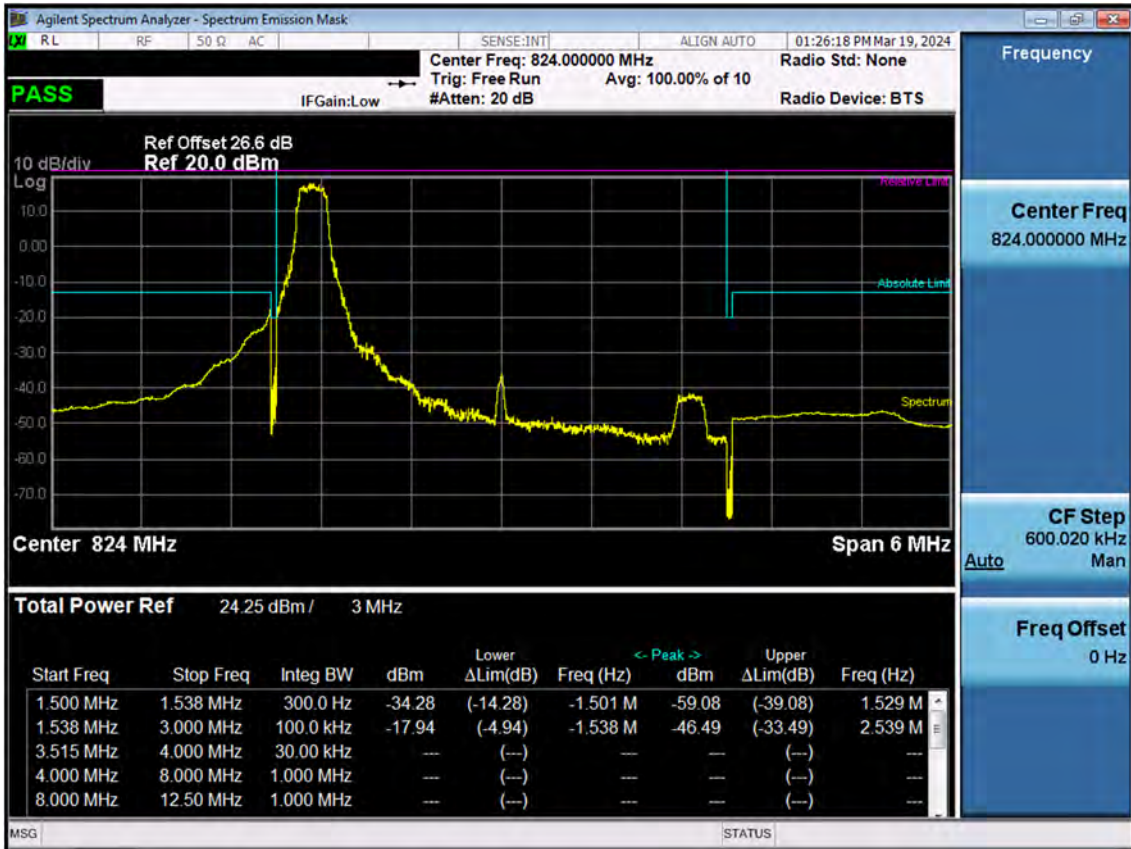 Agilent Spectrum Analyzer - Spectrum Emission Mask
LXI RL RF 50 Ω AC SENSE:INT ALIGN AUTO 01:26:18 PM Mar 19, 2024
Center Freq: 824.000000 MHz Radio Std: None
Trig: Free Run Avg: 100.00% of 10
PASS IFGain:Low #Atten: 20 dB Radio Device: BTS
Ref Offset 26.6 dB
10 dB/div Ref 20.0 dBm
Log
Relative Limit
10.0
0.00
-10.0
Absolute Limit
-20.0
-30.0
-40.0
Spectrum
-50.0
-60.0
-70.0
Center 824 MHz Span 6 MHz
Total Power Ref 24.25 dBm / 3 MHz
Lower <- Peak -> Upper
Start Freq Stop Freq Integ BW dBm ΔLim(dB) Freq (Hz) dBm ΔLim(dB) Freq (Hz)
1.500 MHz 1.538 MHz 300.0 Hz -34.28 (-14.28) -1.501 M -59.08 (-39.08) 1.529 M
1.538 MHz 3.000 MHz 100.0 kHz -17.94 (-4.94) -1.538 M -46.49 (-33.49) 2.539 M
3.515 MHz 4.000 MHz 30.00 kHz --- (---) --- --- (---) ---
4.000 MHz 8.000 MHz 1.000 MHz --- (---) --- --- (---) ---
8.000 MHz 12.50 MHz 1.000 MHz --- (---) --- --- (---) ---
MSG STATUS
Frequency
Center Freq
824.000000 MHz
CF Step
600.020 kHz
Auto Man
Freq Offset
0 Hz